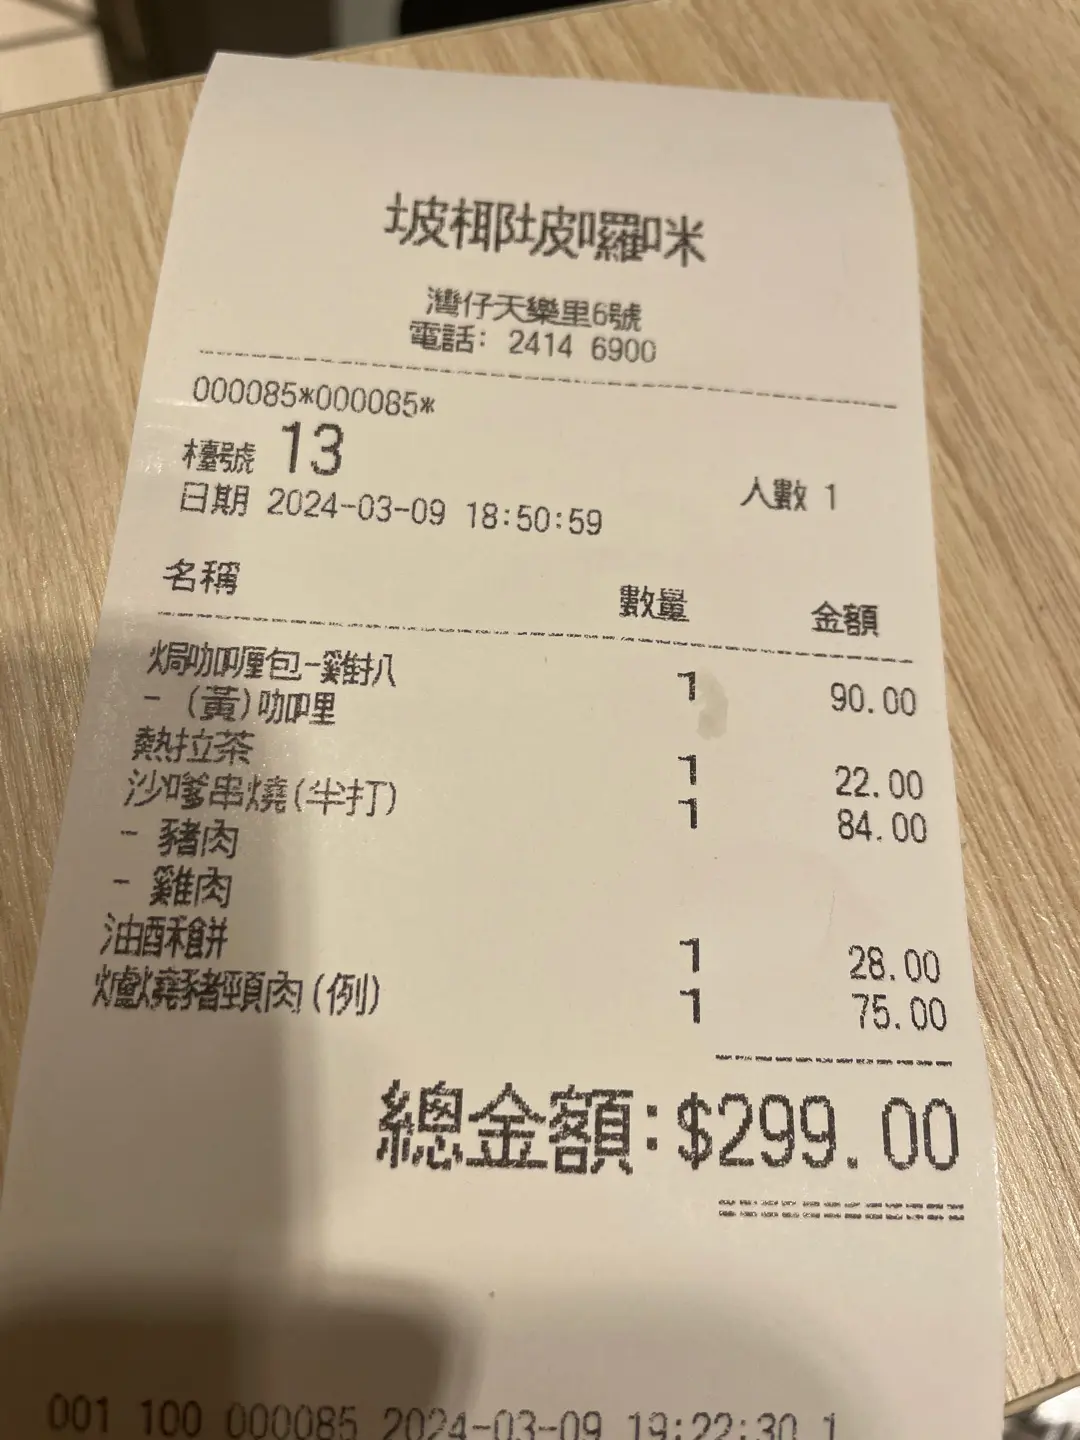 坡椰坡囉咪
灣仔天樂里6號
電話: 2414 6900
000085*000085*
檯號 13
人數 1
日期 2024-03-09 18:50:59
名稱 數量 金額
焗咖喱包-雞扒 1 90.00
- (黃)咖哩
熱拉茶 1 22.00
沙嗲串燒(半打) 1 84.00
- 豬肉
- 雞肉
油酥餅 1 28.00
爐燒豬頸肉(例) 1 75.00
總金額:$299.00
001 100 000085 2024-03-09 19:22:30 1